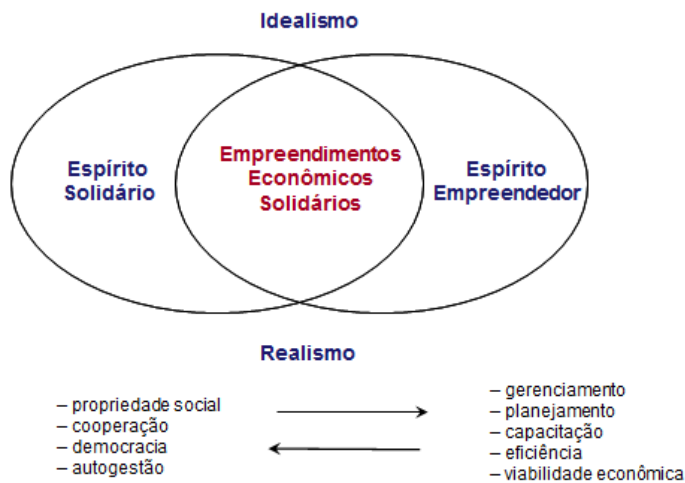 Idealismo
Espírito
Solidário
Empreendimentos
Econômicos
Solidários
Espírito
Empreendedor
Realismo
– propriedade social
– cooperação
– democracia
– autogestão
– gerenciamento
– planejamento
– capacitação
– eficiência
– viabilidade econômica